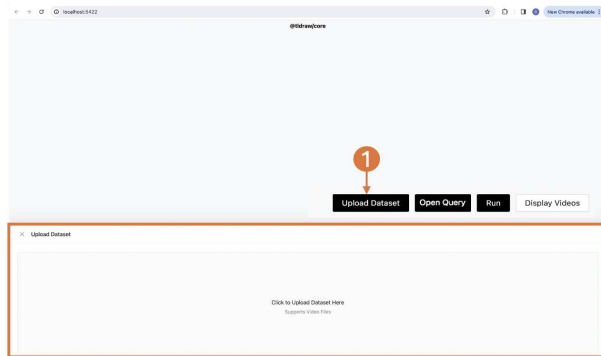 localhost:5422
New Chrome available
@tldraw/core
1
Upload Dataset
Open Query
Run
Display Videos
Upload Dataset
Click to Upload Dataset Here
Supports Video Files